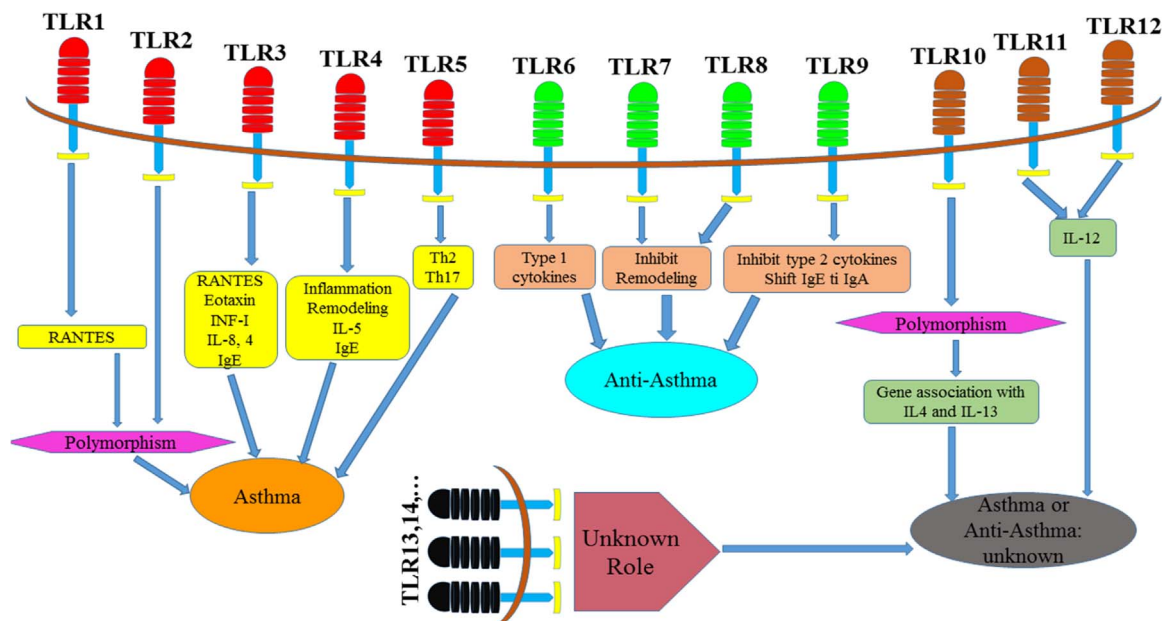 TLR1
TLR2
TLR3
TLR4
TLR5
TLR6
TLR7
TLR8
TLR9
TLR10
TLR11
TLR12
RANTES
RANTES
Eotaxin
INF-I
IL-8, 4
IgE
Inflammation
Remodeling
IL-5
IgE
Th2
Th17
Type 1
cytokines
Inhibit
Remodeling
Inhibit type 2 cytokines
Shift IgE ti IgA
IL-12
Polymorphism
Gene association with
IL4 and IL-13
Polymorphism
Asthma
Anti-Asthma
TLR13,14,...
Unknown
Role
Asthma or
Anti-Asthma:
unknown